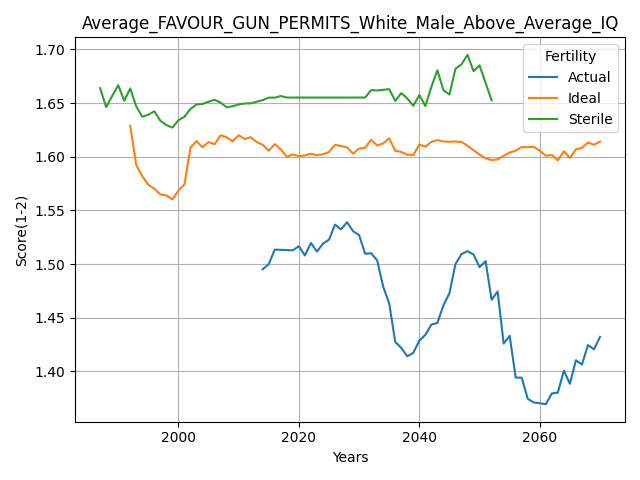 Average_FAVOUR_GUN_PERMITS_White_Male_Above_Average_IQ
Fertility
Actual
Ideal
Sterile
Score(1-2)
1.70
1.65
1.60
1.55
1.50
1.45
1.40
2000
2020
2040
2060
Years